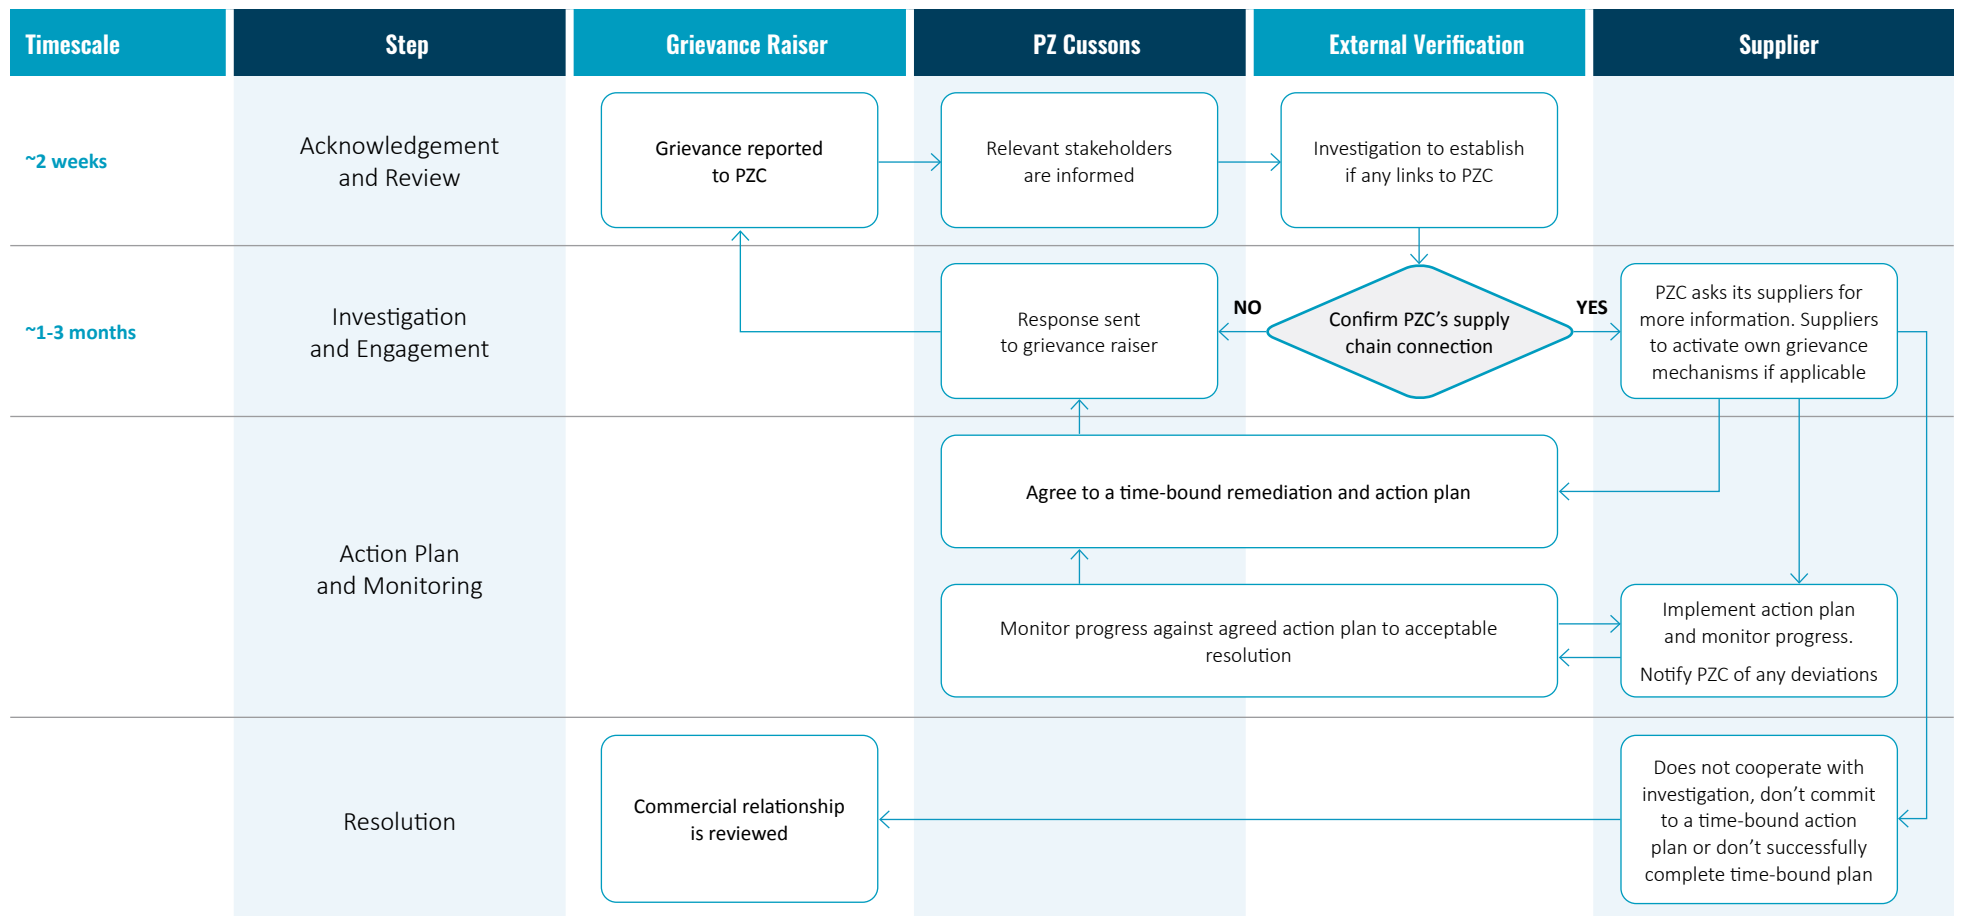 Timescale
Step
Grievance Raiser
PZ Cussons
External Verification
Supplier
~2 weeks
Acknowledgement
and Review
Grievance reported
to PZC
Relevant stakeholders
are informed
Investigation to establish
if any links to PZC
~1-3 months
Investigation
and Engagement
Response sent
to grievance raiser
NO
Confirm PZC’s supply
chain connection
YES
PZC asks its suppliers for
more information. Suppliers
to activate own grievance
mechanisms if applicable
Action Plan
and Monitoring
Agree to a time-bound remediation and action plan
Monitor progress against agreed action plan to acceptable
resolution
Implement action plan
and monitor progress.
Notify PZC of any deviations
Resolution
Commercial relationship
is reviewed
Does not cooperate with
investigation, don’t commit
to a time-bound action
plan or don’t successfully
complete time-bound plan